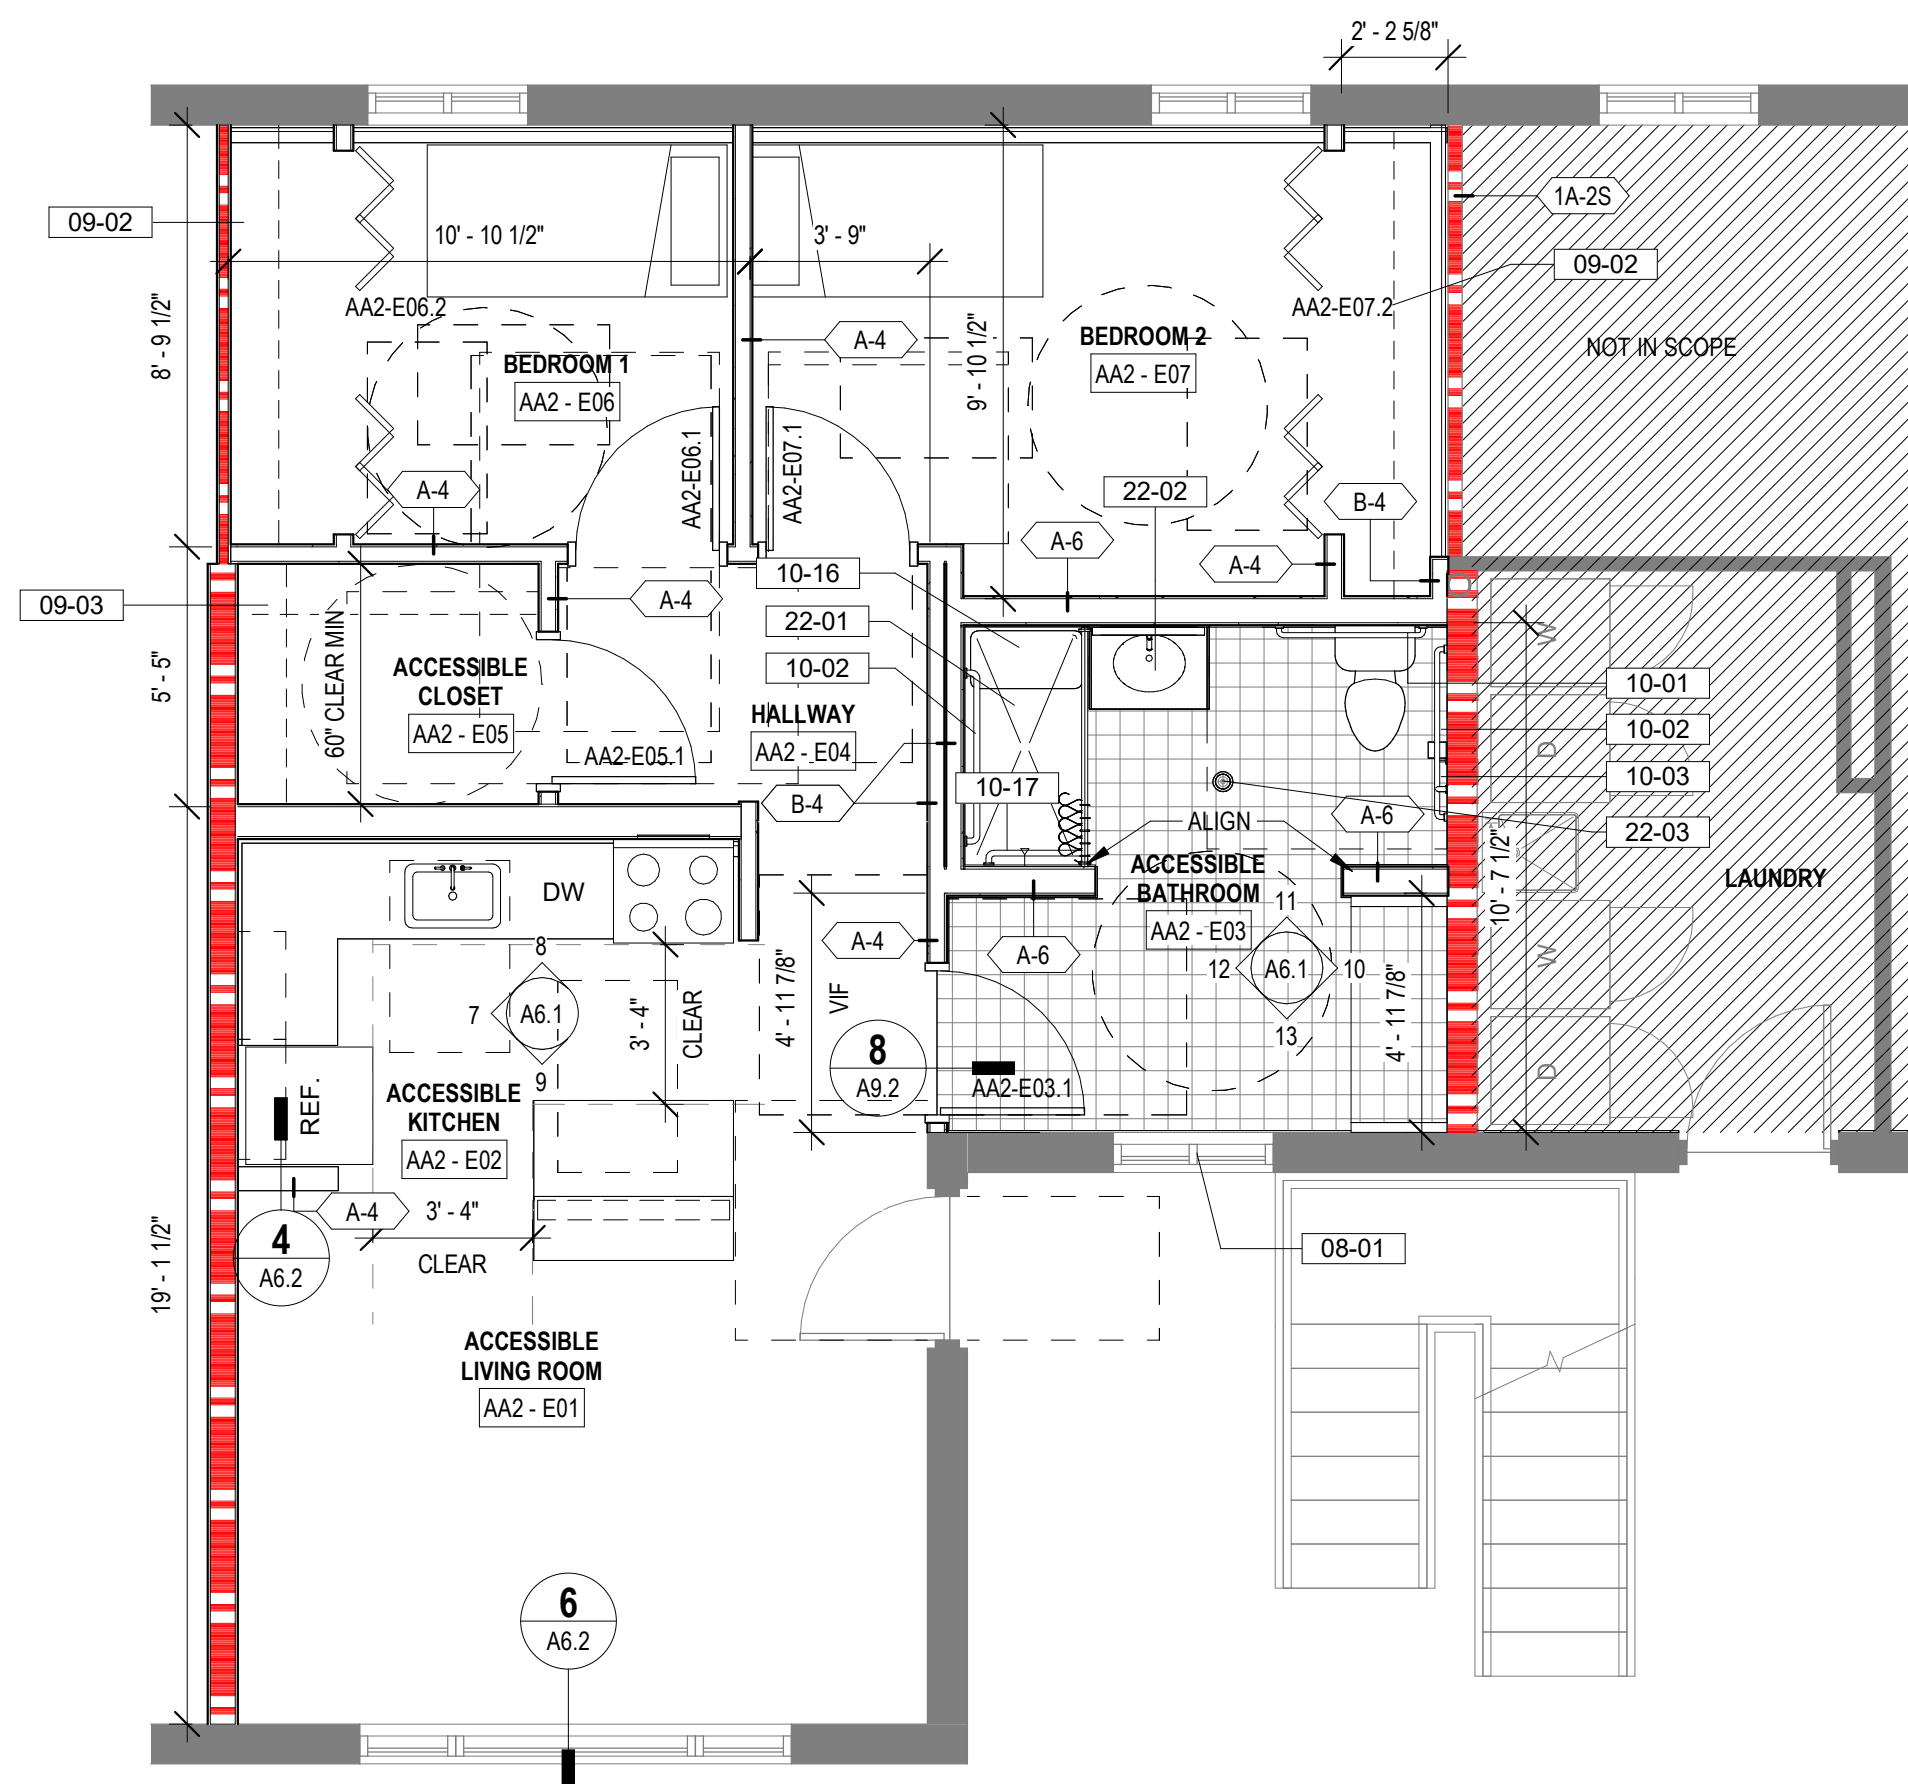 2' - 2 5/8"
1A-2S
09-02
09-02
10' - 10 1/2"
3' - 9"
AA2-E06.2
AA2-E07.2
8' - 9 1/2"
A-4
9' - 10 1/2"
BEDROOM 2
AA2 - E07
NOT IN SCOPE
BEDROOM 1
AA2 - E06
AA2-E06.1
AA2-E07.1
A-4
22-02
B-4
A-6
A-4
10-16
09-03
A-4
22-01
60" CLEAR MIN
5' - 5"
ACCESSIBLE
CLOSET
AA2 - E05
10-02
W
10-01
HALLWAY
AA2 - E04
AA2-E05.1
10-02
D
10-03
10-17
B-4
ALIGN
A-6
22-03
DW
ACCESSIBLE
BATHROOM
AA2 - E03
LAUNDRY
10' - 7 1/2"
11
12
A6.1
10
13
8
7
A6.1
9
3' - 4"
CLEAR
4' - 11 7/8"
VIF
A-4
A-6
W
4' - 11 7/8"
8
A9.2
AA2-E03.1
D
REF.
ACCESSIBLE
KITCHEN
AA2 - E02
A-4
3' - 4"
CLEAR
4
A6.2
08-01
19' - 1 1/2"
ACCESSIBLE
LIVING ROOM
AA2 - E01
6
A6.2